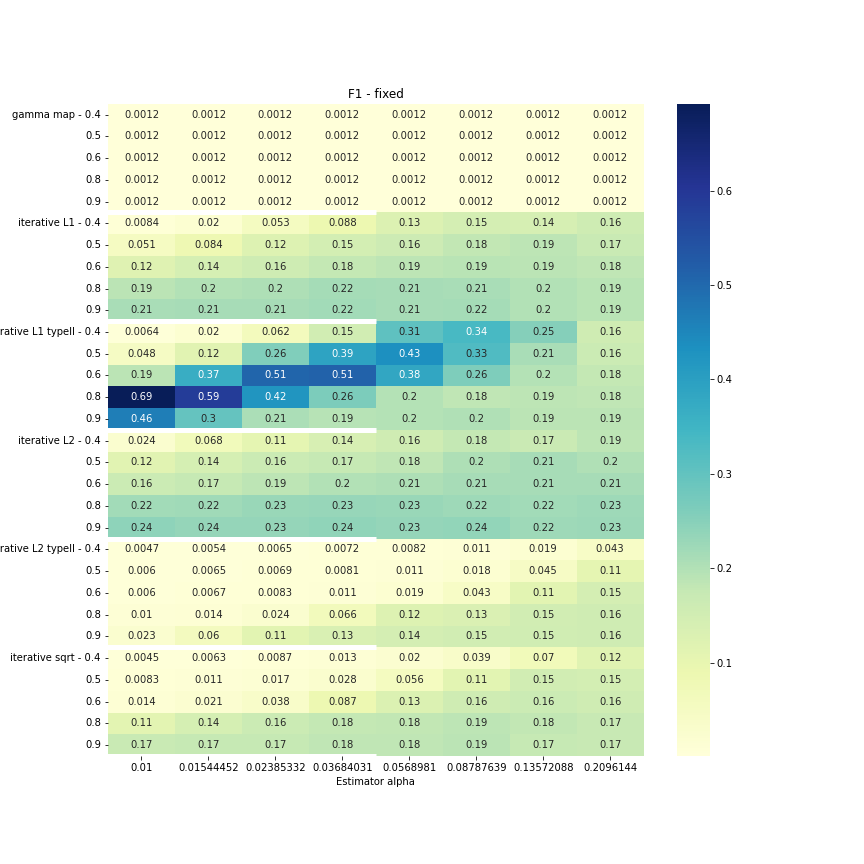 F1 - fixed
gamma map - 0.4 0.0012 0.0012 0.0012 0.0012 0.0012 0.0012 0.0012 0.0012
0.5 0.0012 0.0012 0.0012 0.0012 0.0012 0.0012 0.0012 0.0012
0.6 0.0012 0.0012 0.0012 0.0012 0.0012 0.0012 0.0012 0.0012
0.8 0.0012 0.0012 0.0012 0.0012 0.0012 0.0012 0.0012 0.0012
0.9 0.0012 0.0012 0.0012 0.0012 0.0012 0.0012 0.0012 0.0012
iterative L1 - 0.4 0.0084 0.02 0.053 0.088 0.13 0.15 0.14 0.16
0.5 0.051 0.084 0.12 0.15 0.16 0.18 0.19 0.17
0.6 0.12 0.14 0.16 0.18 0.19 0.19 0.19 0.18
0.8 0.19 0.2 0.2 0.22 0.21 0.21 0.2 0.19
0.9 0.21 0.21 0.21 0.22 0.21 0.22 0.2 0.19
rative L1 typeII - 0.4 0.0064 0.02 0.062 0.15 0.31 0.34 0.25 0.16
0.5 0.048 0.12 0.26 0.39 0.43 0.33 0.21 0.16
0.6 0.19 0.37 0.51 0.51 0.38 0.26 0.2 0.18
0.8 0.69 0.59 0.42 0.26 0.2 0.18 0.19 0.18
0.9 0.46 0.3 0.21 0.19 0.2 0.2 0.19 0.19
iterative L2 - 0.4 0.024 0.068 0.11 0.14 0.16 0.18 0.17 0.19
0.5 0.12 0.14 0.16 0.17 0.18 0.2 0.21 0.2
0.6 0.16 0.17 0.19 0.2 0.21 0.21 0.21 0.21
0.8 0.22 0.22 0.23 0.23 0.23 0.22 0.22 0.23
0.9 0.24 0.24 0.23 0.24 0.23 0.24 0.22 0.23
rative L2 typeII - 0.4 0.0047 0.0054 0.0065 0.0072 0.0082 0.011 0.019 0.043
0.5 0.006 0.0065 0.0069 0.0081 0.011 0.018 0.045 0.11
0.6 0.006 0.0067 0.0083 0.011 0.019 0.043 0.11 0.15
0.8 0.01 0.014 0.024 0.066 0.12 0.13 0.15 0.16
0.9 0.023 0.06 0.11 0.13 0.14 0.15 0.15 0.16
iterative sqrt - 0.4 0.0045 0.0063 0.0087 0.013 0.02 0.039 0.07 0.12
0.5 0.0083 0.011 0.017 0.028 0.056 0.11 0.15 0.15
0.6 0.014 0.021 0.038 0.087 0.13 0.16 0.16 0.16
0.8 0.11 0.14 0.16 0.18 0.18 0.19 0.18 0.17
0.9 0.17 0.17 0.17 0.18 0.18 0.19 0.17 0.17
0.01 0.01544452 0.02385332 0.03684031 0.0568981 0.08787639 0.13572088 0.2096144
Estimator alpha
0.6
0.5
0.4
0.3
0.2
0.1